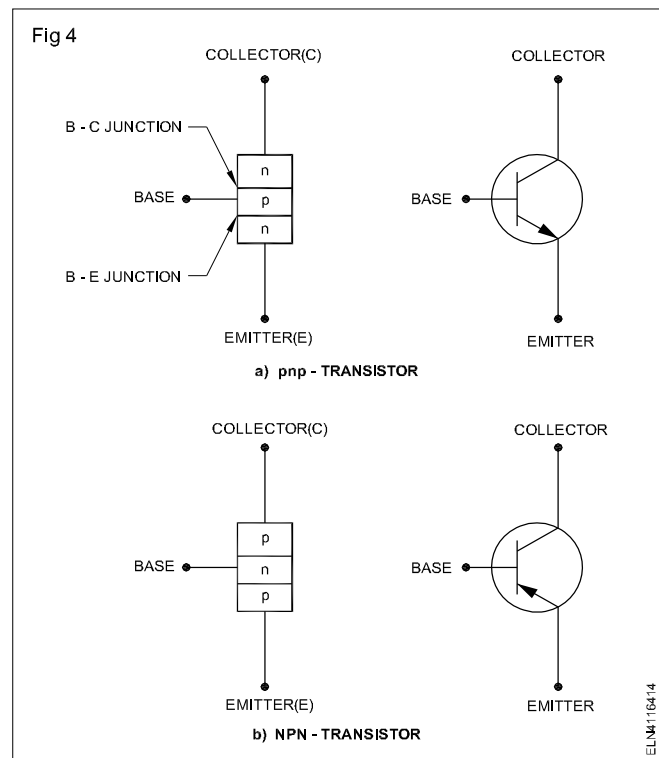 Fig 4
COLLECTOR(C)
COLLECTOR
B - C JUNCTION
n
BASE
p
BASE
n
B - E JUNCTION
EMITTER(E)
EMITTER
a) pnp - TRANSISTOR
COLLECTOR(C)
COLLECTOR
p
BASE
n
BASE
p
EMITTER(E)
EMITTER
b) NPN - TRANSISTOR
ELN4116414